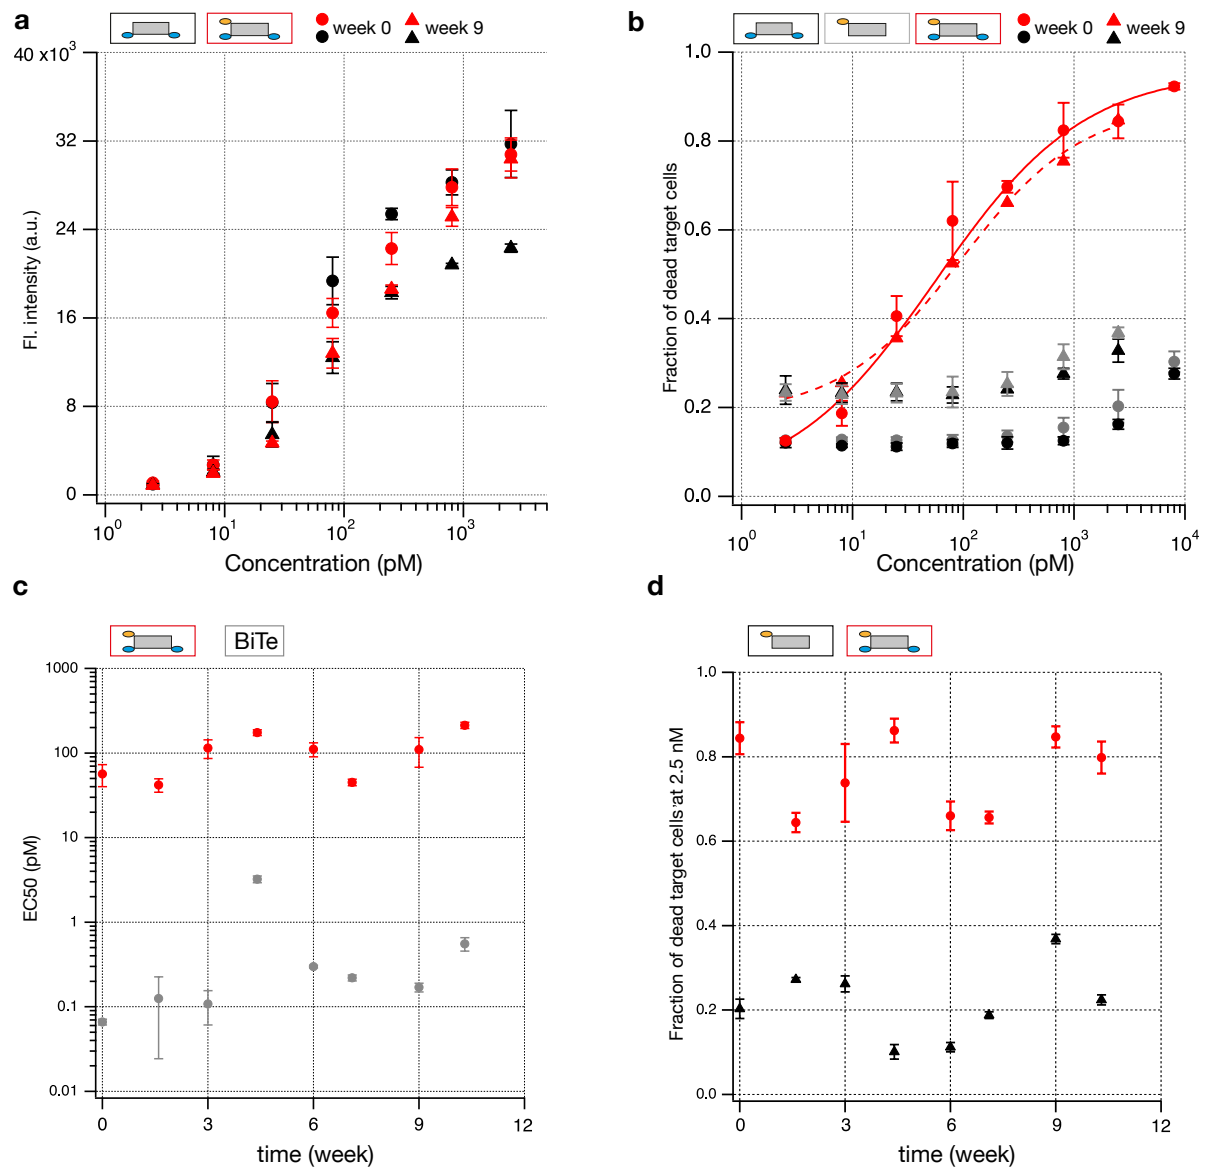 a
week 0
week 9
40 x10³
32
24
16
8
0
Fl. intensity (a.u.)
10⁰ 10¹ 10² 10³
Concentration (pM)
b
week 0
week 9
1.0
0.8
0.6
0.4
0.2
0.0
Fraction of dead target cells
10⁰ 10¹ 10² 10³ 10⁴
Concentration (pM)
c
BiTe
1000
100
10
1
0.1
0.01
EC50 (pM)
0 3 6 9 12
time (week)
d
1.0
0.8
0.6
0.4
0.2
0.0
Fraction of dead target cells at 2.5 nM
0 3 6 9 12
time (week)